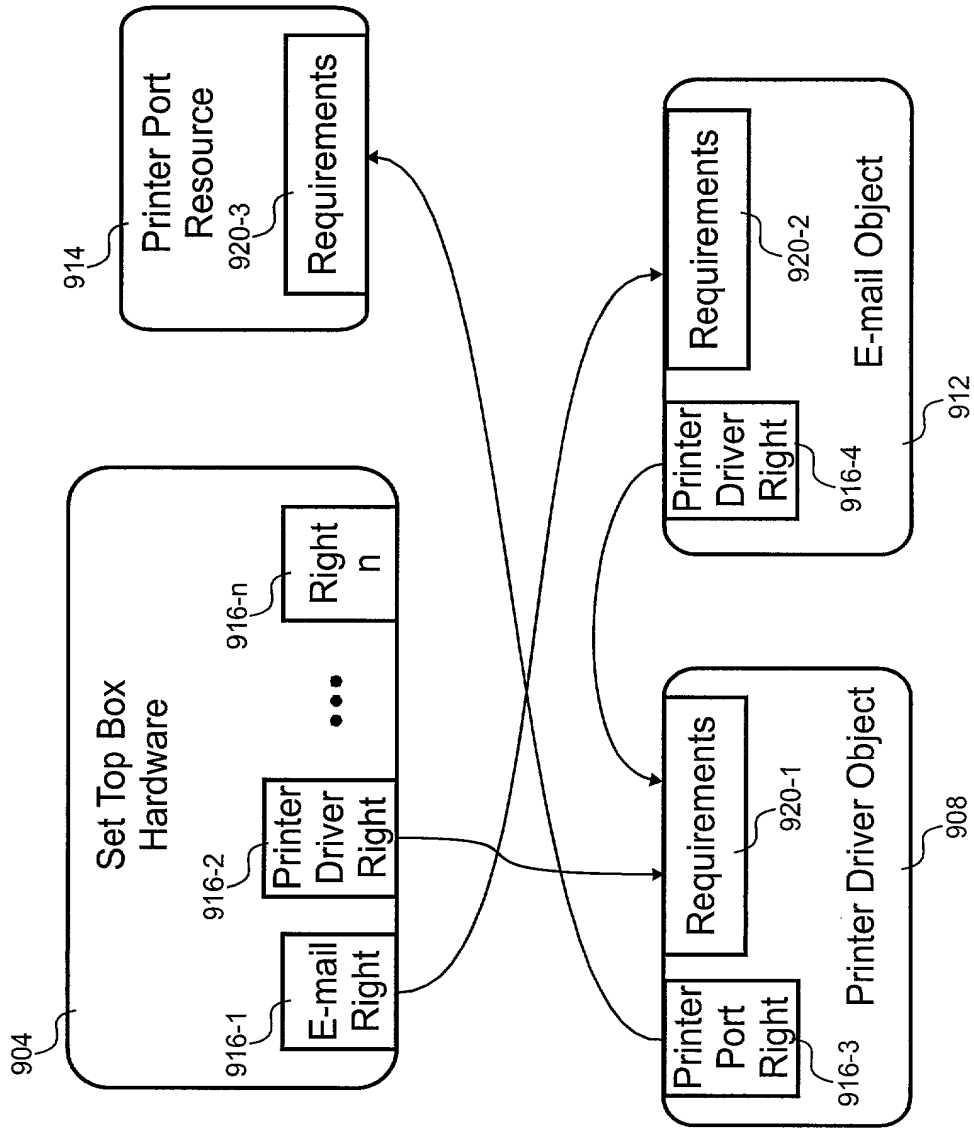 904
Set Top Box
Hardware
916-1
E-mail
Right
916-2
Printer
Driver
Right
•••
916-n
Right
n
914
Printer Port
Resource
920-3
Requirements
Printer
Port
Right
916-3
Requirements
920-1
Printer Driver Object
908
Printer
Driver
Right
916-4
Requirements
920-2
E-mail Object
912